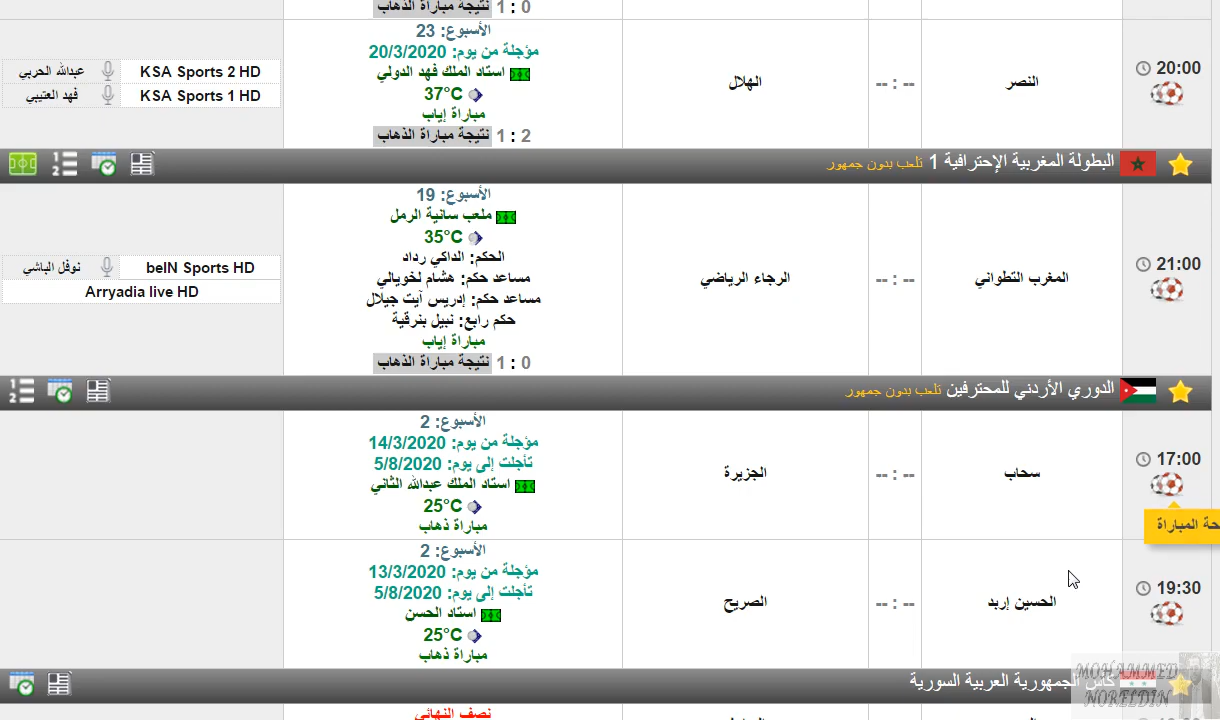 1 : 0 نتيجة مباراة الذهاب
20:00
النصر
-- : --
الهلال
الأسبوع: 23
مؤجلة من يوم: 20/3/2020
استاد الملك فهد الدولي
37°C
مباراة إياب
1 : 2 نتيجة مباراة الذهاب
KSA Sports 2 HD عبدالله الحربي
KSA Sports 1 HD فهد العتيبي
البطولة المغربية الإحترافية 1 تلعب بدون جمهور
21:00
المغرب التطواني
-- : --
الرجاء الرياضي
الأسبوع: 19
ملعب سانية الرمل
35°C
الحكم: الداكي رداد
مساعد حكم: هشام لخويالي
مساعد حكم: إدريس آيت جيلال
حكم رابع: نبيل بنرقية
مباراة إياب
1 : 0 نتيجة مباراة الذهاب
beIN Sports HD نوفل الباشي
Arryadia live HD
الدوري الأردني للمحترفين تلعب بدون جمهور
17:00
سحاب
-- : --
الجزيرة
الأسبوع: 2
مؤجلة من يوم: 14/3/2020
تأجلت إلى يوم: 5/8/2020
استاد الملك عبدالله الثاني
25°C
مباراة ذهاب
حة المباراة
19:30
الحسين إربد
-- : --
الصريح
الأسبوع: 2
مؤجلة من يوم: 13/3/2020
تأجلت إلى يوم: 5/8/2020
استاد الحسن
25°C
مباراة ذهاب
كأس الجمهورية العربية السورية
نصف النهائي
MOHAMMED
NORELDIN